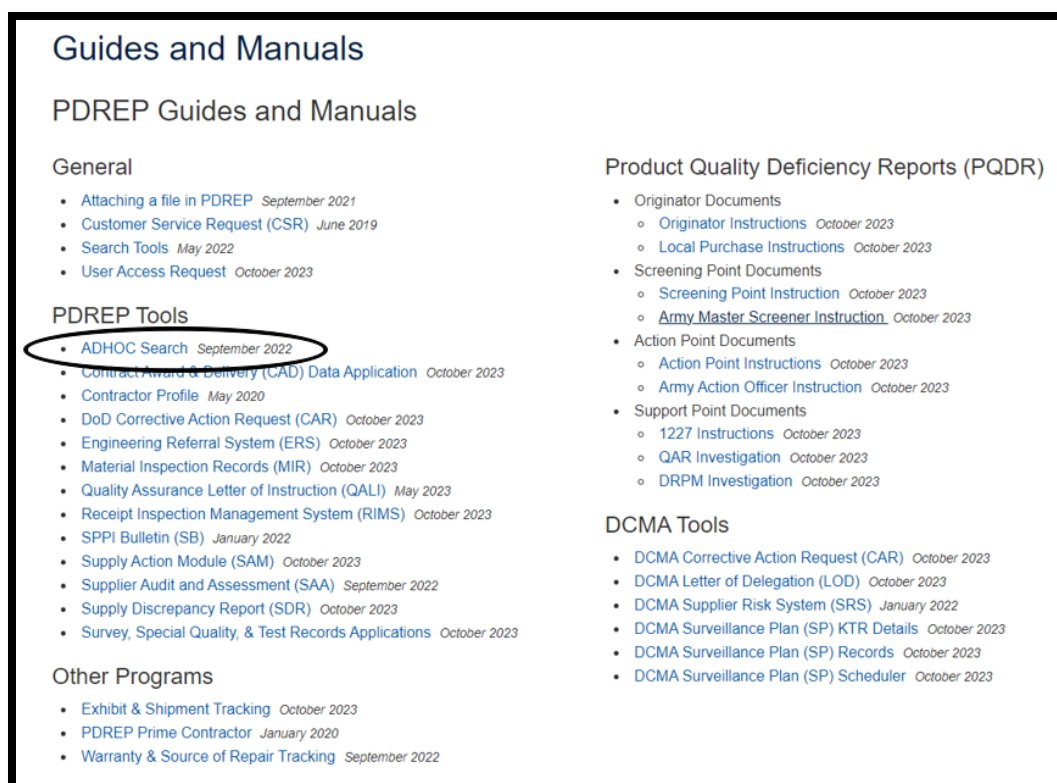 Guides and Manuals
PDREP Guides and Manuals
General
Attaching a file in PDREP September 2021
Customer Service Request (CSR) June 2019
Search Tools May 2022
User Access Request October 2023
PDREP Tools
ADHOC Search September 2022
Contract Award & Delivery (CAD) Data Application October 2023
Contractor Profile May 2020
DoD Corrective Action Request (CAR) October 2023
Engineering Referral System (ERS) October 2023
Material Inspection Records (MIR) October 2023
Quality Assurance Letter of Instruction (QALI) May 2023
Receipt Inspection Management System (RIMS) October 2023
SPPI Bulletin (SB) January 2022
Supply Action Module (SAM) October 2023
Supplier Audit and Assessment (SAA) September 2022
Supply Discrepancy Report (SDR) October 2023
Survey, Special Quality, & Test Records Applications October 2023
Other Programs
Exhibit & Shipment Tracking October 2023
PDREP Prime Contractor January 2020
Warranty & Source of Repair Tracking September 2022
Product Quality Deficiency Reports (PQDR)
Originator Documents
Originator Instructions October 2023
Local Purchase Instructions October 2023
Screening Point Documents
Screening Point Instruction October 2023
Army Master Screener Instruction October 2023
Action Point Documents
Action Point Instructions October 2023
Army Action Officer Instruction October 2023
Support Point Documents
1227 Instructions October 2023
QAR Investigation October 2023
DRPM Investigation October 2023
DCMA Tools
DCMA Corrective Action Request (CAR) October 2023
DCMA Letter of Delegation (LOD) October 2023
DCMA Supplier Risk System (SRS) January 2022
DCMA Surveillance Plan (SP) KTR Details October 2023
DCMA Surveillance Plan (SP) Records October 2023
DCMA Surveillance Plan (SP) Scheduler October 2023